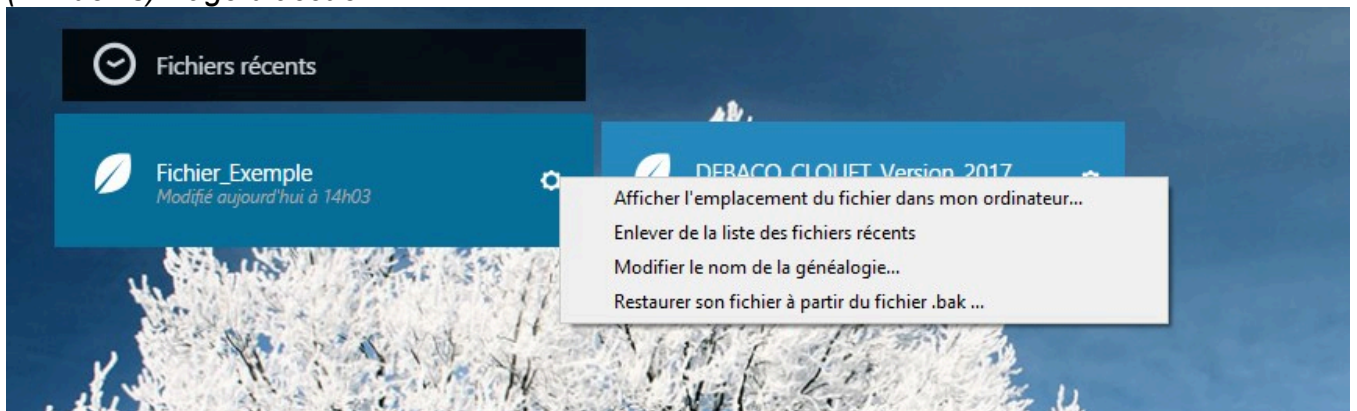 Fichiers récents
Fichier_Exemple
Modifié aujourd'hui à 14h03
DEBACQ_CLOUET_Version_2017
Afficher l'emplacement du fichier dans mon ordinateur...
Enlever de la liste des fichiers récents
Modifier le nom de la généalogie...
Restaurer son fichier à partir du fichier .bak ...